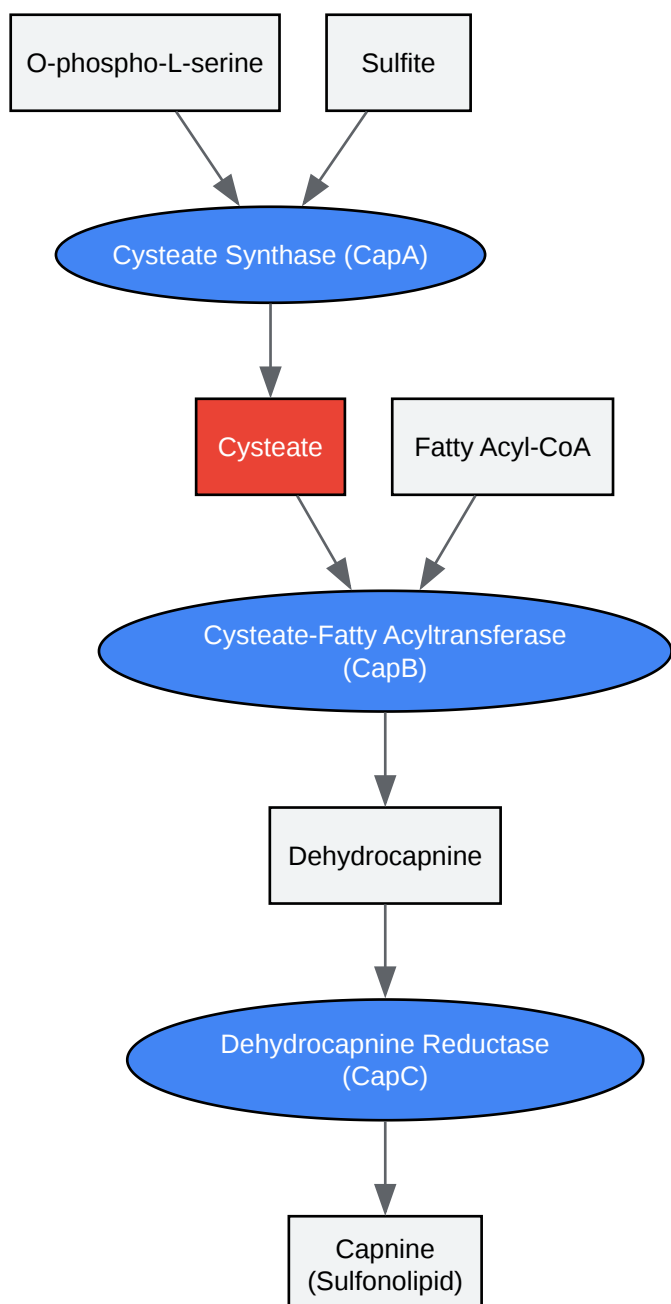 O-phospho-L-serine
Sulfite
Cysteate Synthase (CapA)
Cysteate
Fatty Acyl-CoA
Cysteate-Fatty Acyltransferase
(CapB)
Dehydrocapnine
Dehydrocapnine Reductase
(CapC)
Capnine
(Sulfonolipid)